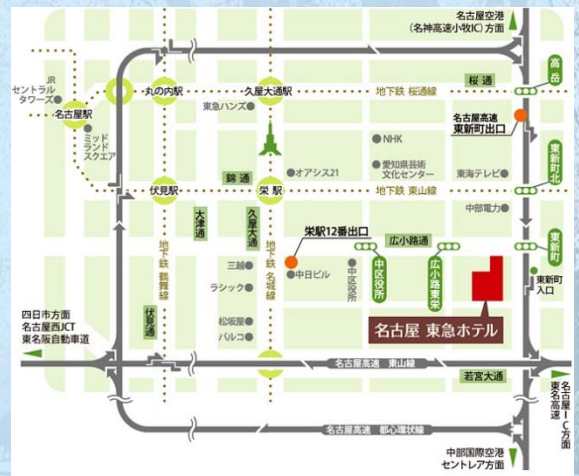 名古屋空港
(名神高速小牧IC)方面
JR
セントラル
タワーズ
丸の内駅
久屋大通駅
地下鉄 桜通線
桜 通
高岳
東急ハンズ
名古屋駅
ミッド
ランド
スクエア
名古屋高速
東新町出口
NHK
オアシス21
愛知県芸術
文化センター
東海テレビ
東新町北
錦 通
伏見駅
栄 駅
地下鉄 東山線
中部電力
大津通
久屋大通
栄駅12番出口
広小路通
東新町
地下鉄 鶴舞線
地下鉄 名城線
三越
ラシック
中日ビル
中区役所
中区役所
広小路東栄
東新町
入口
伏見通
松坂屋
パルコ
名古屋 東急ホテル
四日市方面
名古屋西JCT
東名阪自動車道
名古屋高速 東山線
若宮大通
名古屋IC方面
東名高速
名古屋高速 都心環状線
中部国際空港
セントレア方面